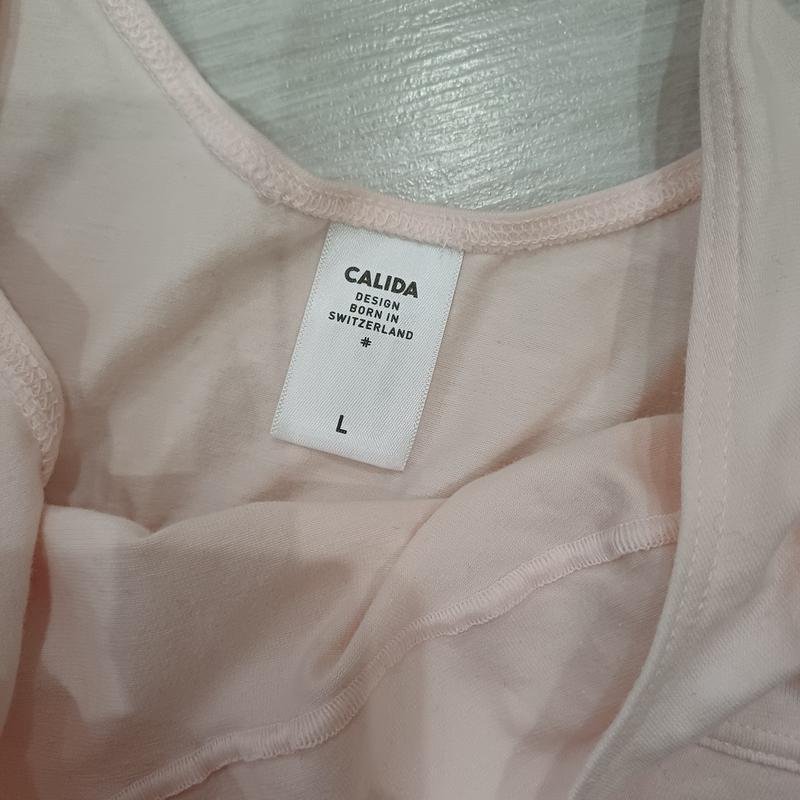 CALIDA
DESIGN
BORN IN
SWITZERLAND
#
L